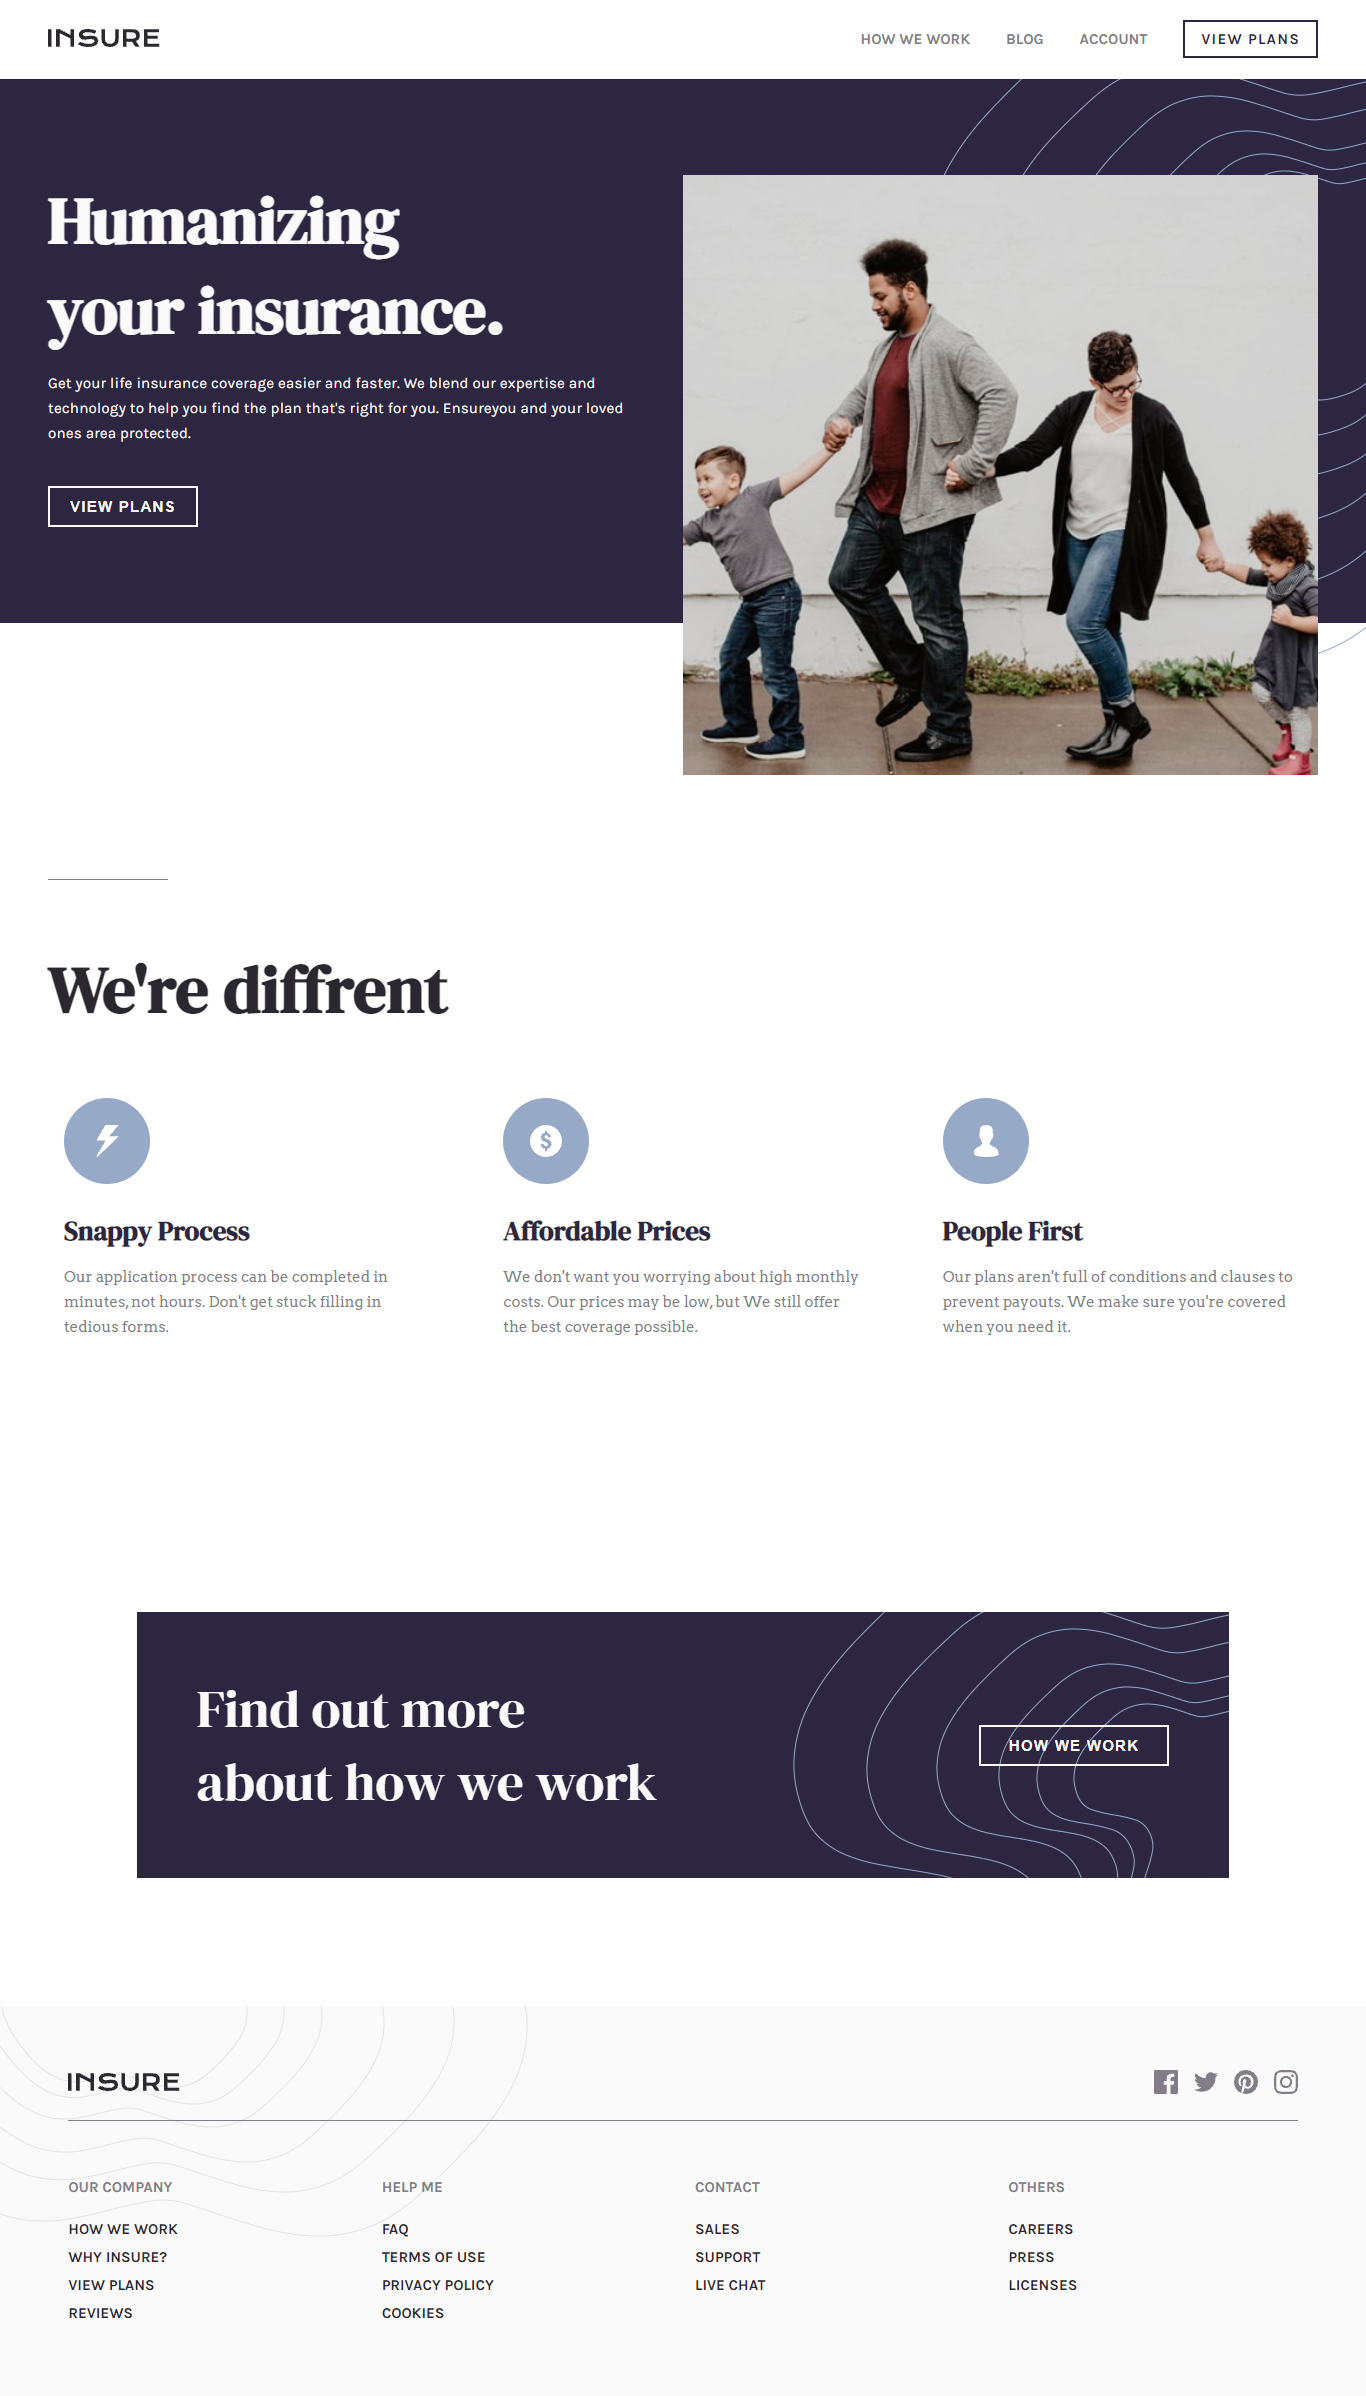 INSURE
HOW WE WORK
BLOG
ACCOUNT
VIEW PLANS
Humanizing
your insurance.
Get your life insurance coverage easier and faster. We blend our expertise and
technology to help you find the plan that's right for you. Ensureyou and your loved
ones area protected.
VIEW PLANS
We're diffrent
Snappy Process
Our application process can be completed in
minutes, not hours. Don't get stuck filling in
tedious forms.
Affordable Prices
We don't want you worrying about high monthly
costs. Our prices may be low, but We still offer
the best coverage possible.
People First
Our plans aren't full of conditions and clauses to
prevent payouts. We make sure you're covered
when you need it.
Find out more
about how we work
HOW WE WORK
INSURE
OUR COMPANY
HOW WE WORK
WHY INSURE?
VIEW PLANS
REVIEWS
HELP ME
FAQ
TERMS OF USE
PRIVACY POLICY
COOKIES
CONTACT
SALES
SUPPORT
LIVE CHAT
OTHERS
CAREERS
PRESS
LICENSES